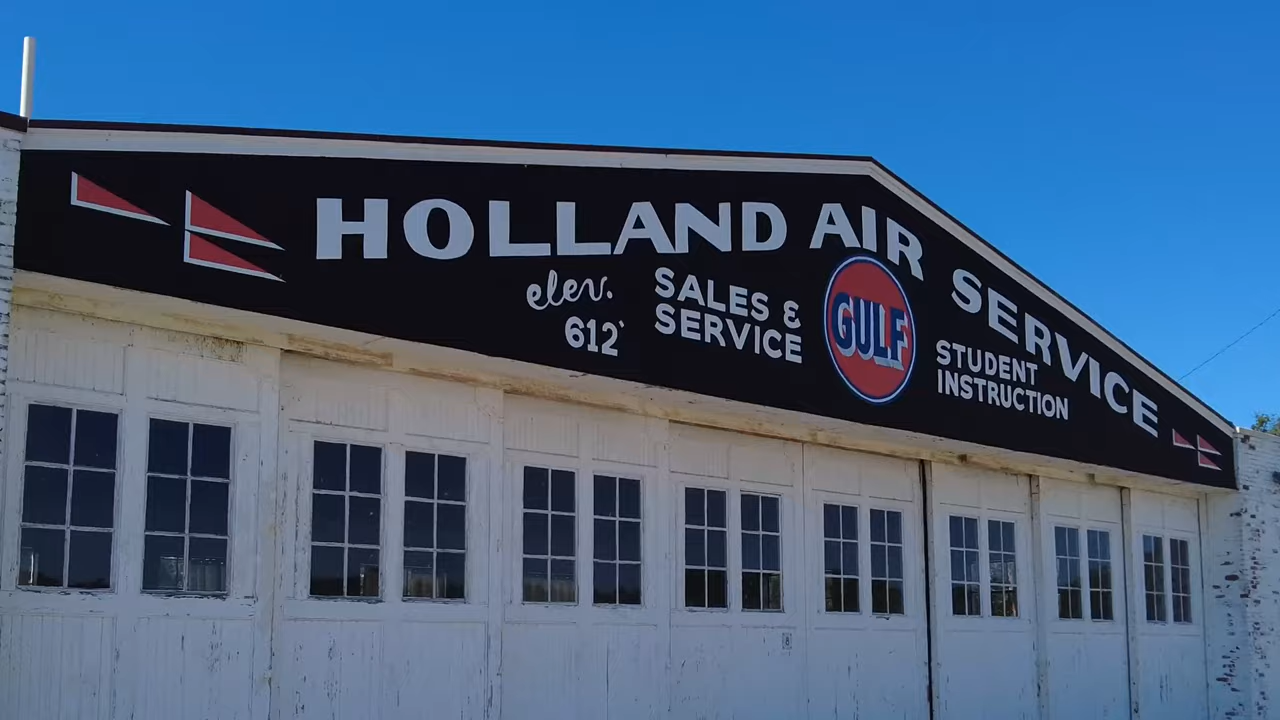 HOLLAND AIR SERVICE
elev.
612'
SALES &
SERVICE
GULF
STUDENT
INSTRUCTION